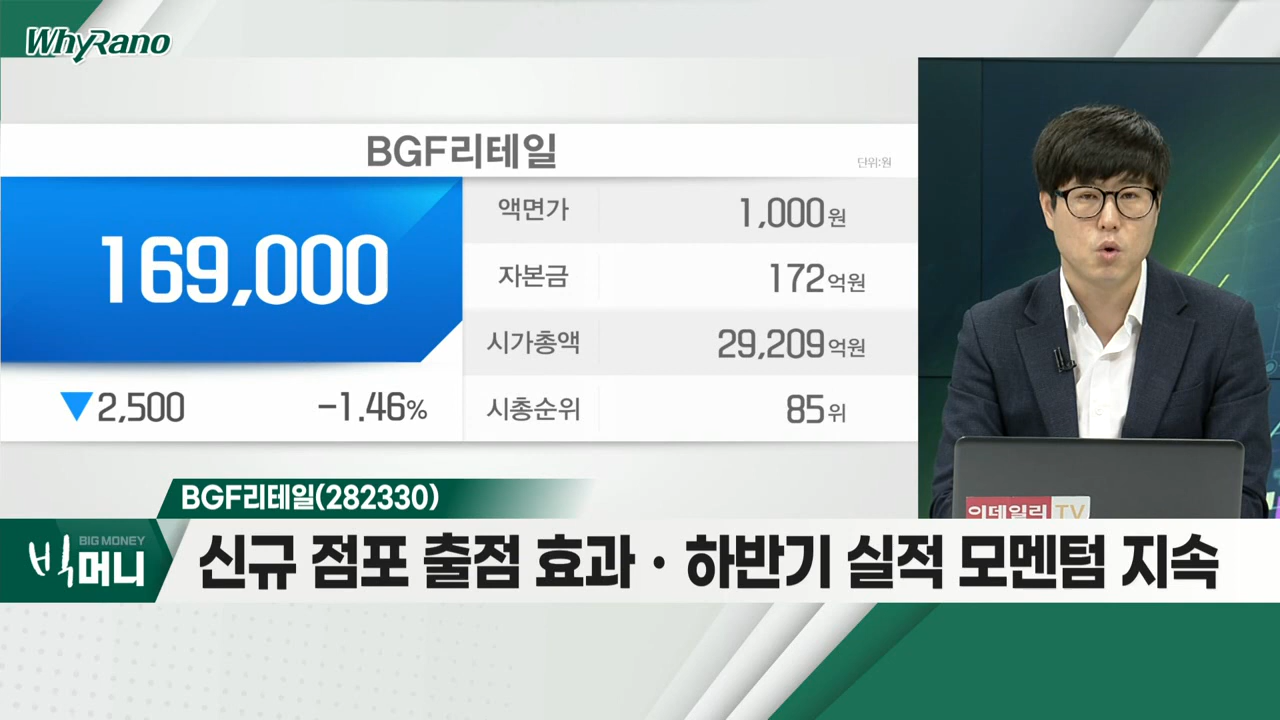 WhyRano
BGF리테일
단위:원
169,000
▼2,500 -1.46%
액면가 1,000원
자본금 172억원
시가총액 29,209억원
시총순위 85위
이데일리TV
BGF리테일(282330)
BIG MONEY
빅머니
신규 점포 출점 효과 · 하반기 실적 모멘텀 지속